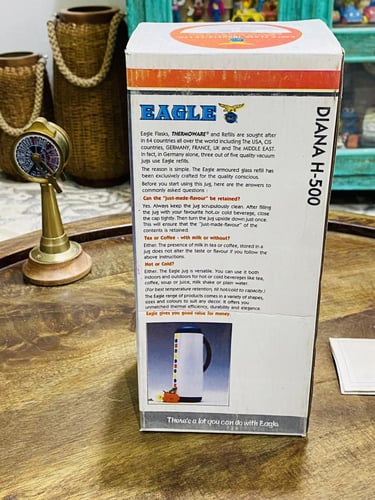 EAGLE
Eagle Flasks, THERMOWARE® and Refills are sought after
in 64 countries all over the world including The USA, CIS
countries, GERMANY, FRANCE, UK and The MIDDLE EAST.
In fact, in Germany alone, three out of five quality vacuum
jugs use Eagle refills.
The reason is simple. The Eagle armoured glass refill has
been exclusively crafted for the quality conscious.
Before you start using this jug, here are the answers to
commonly asked questions :
Can the "just-made-flavour" be retained?
Yes. Always keep the jug scrupulously clean. After filling
the jug with your favourite hot.or cold beverage, close
the cap lightly. Then turn the jug upside down just once.
This will ensure that the "just-made-flavour" of the
contents is retained.
Tea or Coffee - with milk or without?
Either. The presence of milk in tea or coffee, stored in a
jug does not alter the taste or flavour if you follow the
above instructions.
Hot or Cold?
Either. The Eagle jug is versatile. You can use it both
indoors and outdoors for hot or cold beverages like tea,
coffee, soup or juice, milk shake or plain water.
(For best temperature retention, fill hot/cold to capacity.)
The Eagle range of products comes in a variety of shapes,
sizes and colours to suit any decor. It offers you
unmatched thermal efficiency, durability and elegance.
Eagle gives you good value for money.
There's a lot you can do with Eagle.
DIANA H-500